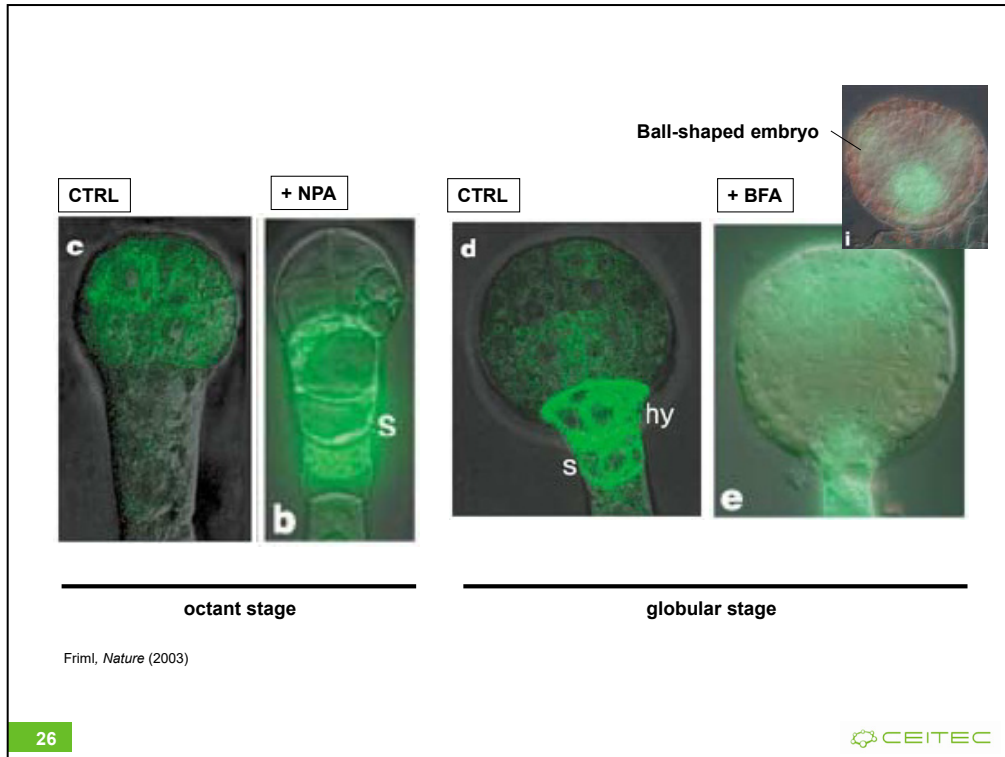 Ball-shaped embryo
i
CTRL
+ NPA
CTRL
+ BFA
c
S
b
d
hy
s
e
octant stage
globular stage
Friml, Nature (2003)
26
CEITEC